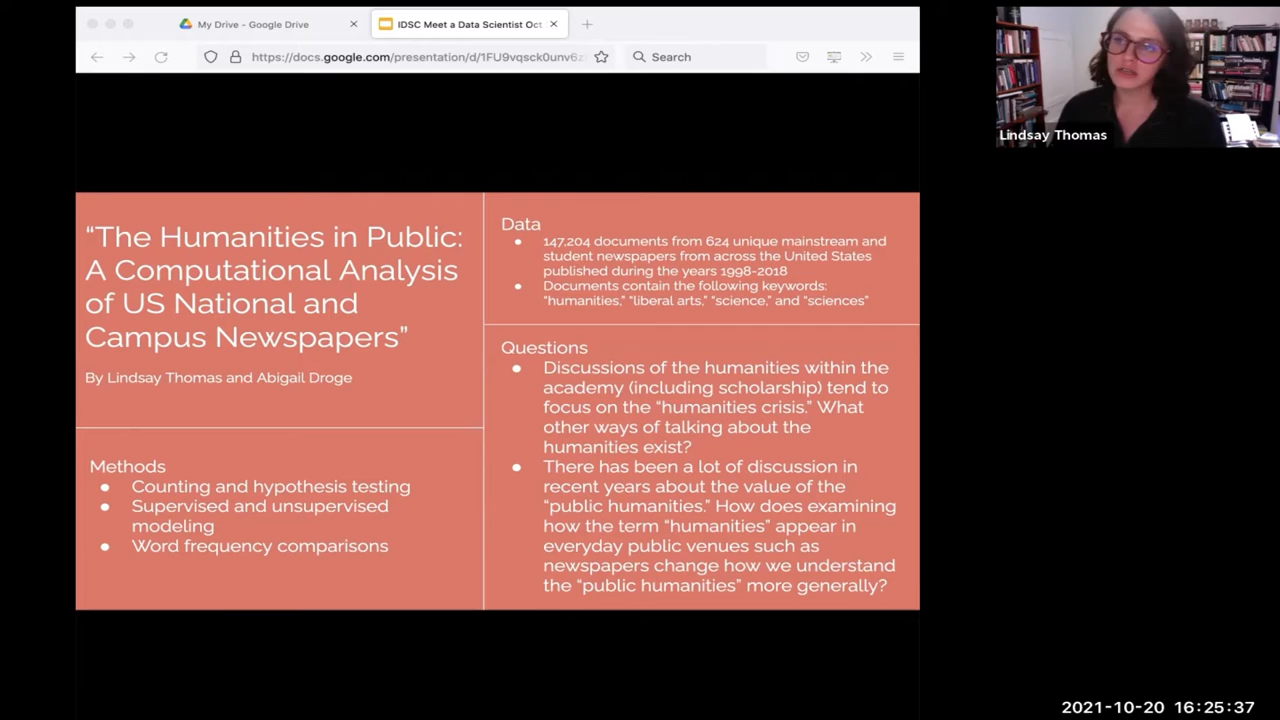 My Drive - Google Drive
IDSC Meet a Data Scientist Oct
https://docs.google.com/presentation/d/1FU9vqsck0unv6z
Search
Lindsay Thomas
“The Humanities in Public:
A Computational Analysis
of US National and
Campus Newspapers”
By Lindsay Thomas and Abigail Droge
Methods
● Counting and hypothesis testing
● Supervised and unsupervised
modeling
● Word frequency comparisons
Data
● 147,204 documents from 624 unique mainstream and
student newspapers from across the United States
published during the years 1998-2018
● Documents contain the following keywords:
“humanities,” “liberal arts,” “science,” and “sciences”
Questions
● Discussions of the humanities within the
academy (including scholarship) tend to
focus on the “humanities crisis.” What
other ways of talking about the
humanities exist?
● There has been a lot of discussion in
recent years about the value of the
“public humanities.” How does examining
how the term “humanities” appear in
everyday public venues such as
newspapers change how we understand
the “public humanities” more generally?
2021-10-20 16:25:37